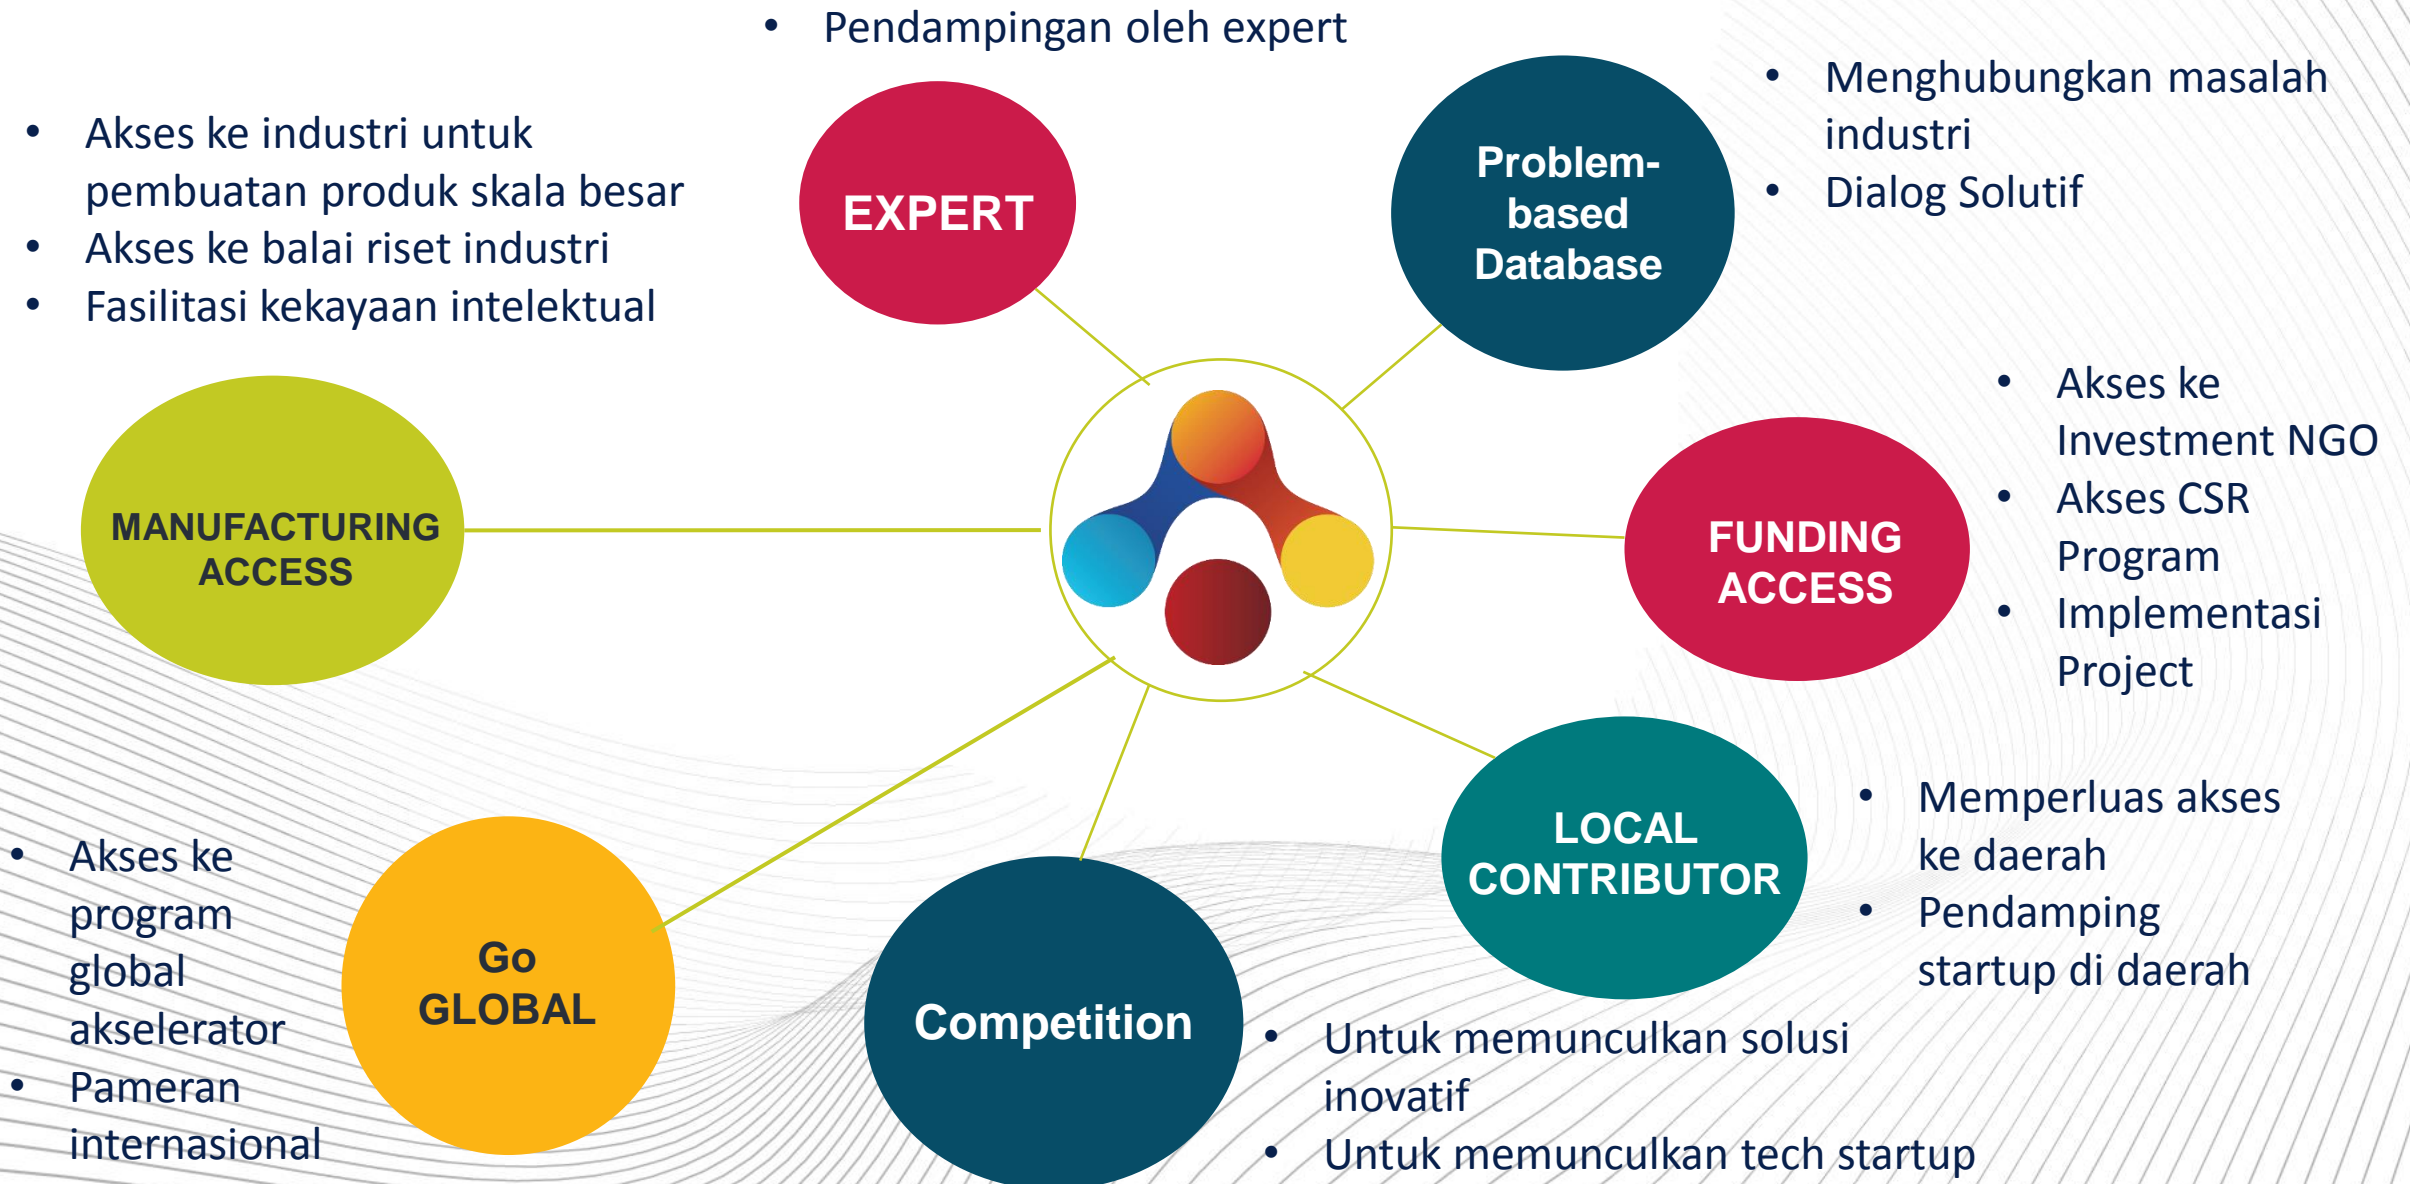 • Pendampingan oleh expert
EXPERT
Problem-
based
Database
• Menghubungkan masalah
industri
• Dialog Solutif
• Akses ke industri untuk
pembuatan produk skala besar
• Akses ke balai riset industri
• Fasilitasi kekayaan intelektual
MANUFACTURING
ACCESS
FUNDING
ACCESS
• Akses ke
Investment NGO
• Akses CSR
Program
• Implementasi
Project
LOCAL
CONTRIBUTOR
• Memperluas akses
ke daerah
• Pendamping
startup di daerah
• Akses ke
program
global
akselerator
• Pameran
internasional
Go
GLOBAL
Competition
• Untuk memunculkan solusi
inovatif
• Untuk memunculkan tech startup